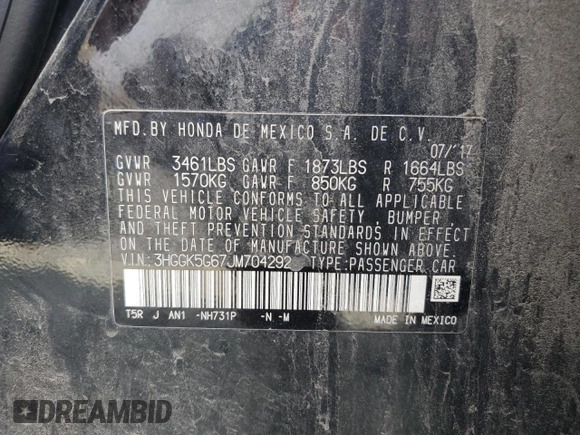 MFD. BY HONDA DE MEXICO S.A. DE C.V.
07/'17
GVWR 3461LBS GAWR F 1873LBS R 1664LBS
GVWR 1570KG GAWR-F 850KG R 755KG
THIS VEHICLE CONFORMS TO ALL APPLICABLE
FEDERAL MOTOR VEHICLE SAFETY, BUMPER,
AND THEFT PREVENTION STANDARDS IN EFFECT
ON THE DATE OF MANUFACTURE SHOWN ABOVE.
V.I.N.: 3HGGK5G67JM704292 TYPE:PASSENGER CAR
T5R J AN1 -NH731P -N -M MADE IN MEXICO
DREAMBID